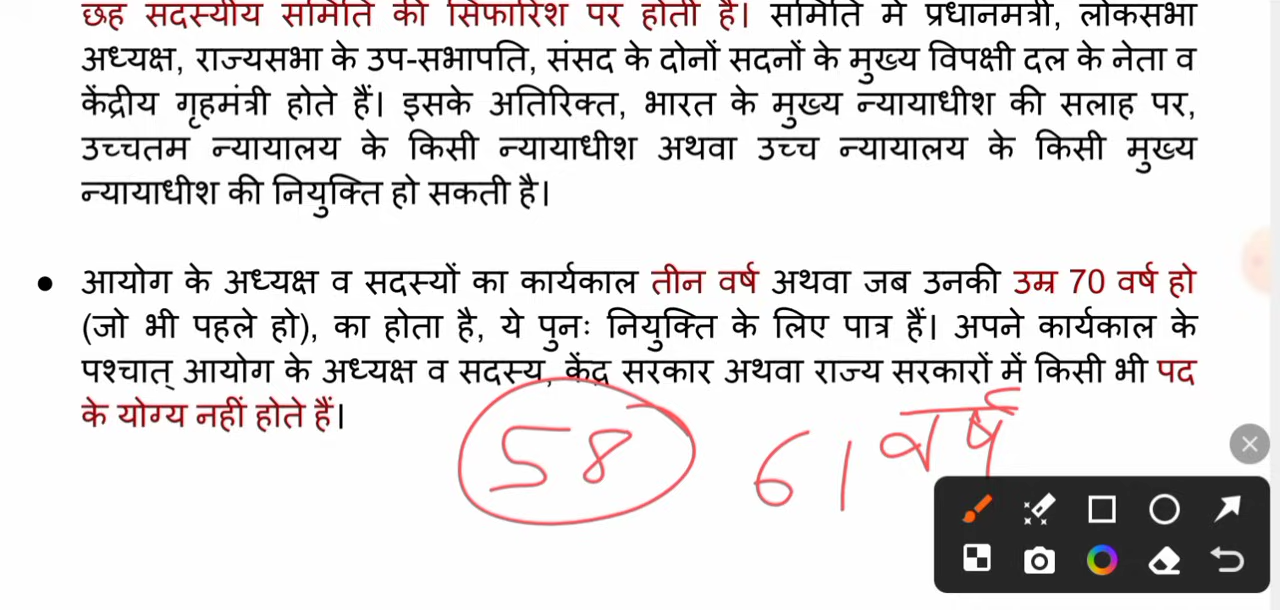 छह सदस्यीय समिति की सिफारिश पर होती है। समिति में प्रधानमंत्री, लोकसभा
अध्यक्ष, राज्यसभा के उप-सभापति, संसद के दोनों सदनों के मुख्य विपक्षी दल के नेता व
केंद्रीय गृहमंत्री होते हैं। इसके अतिरिक्त, भारत के मुख्य न्यायाधीश की सलाह पर,
उच्चतम न्यायालय के किसी न्यायाधीश अथवा उच्च न्यायालय के किसी मुख्य
न्यायाधीश की नियुक्ति हो सकती है।
● आयोग के अध्यक्ष व सदस्यों का कार्यकाल तीन वर्ष अथवा जब उनकी उम्र 70 वर्ष हो
(जो भी पहले हो), का होता है, ये पुनः नियुक्ति के लिए पात्र हैं। अपने कार्यकाल के
पश्चात् आयोग के अध्यक्ष व सदस्य, केंद्र सरकार अथवा राज्य सरकारों में किसी भी पद
के योग्य नहीं होते हैं।
58 61 वर्ष